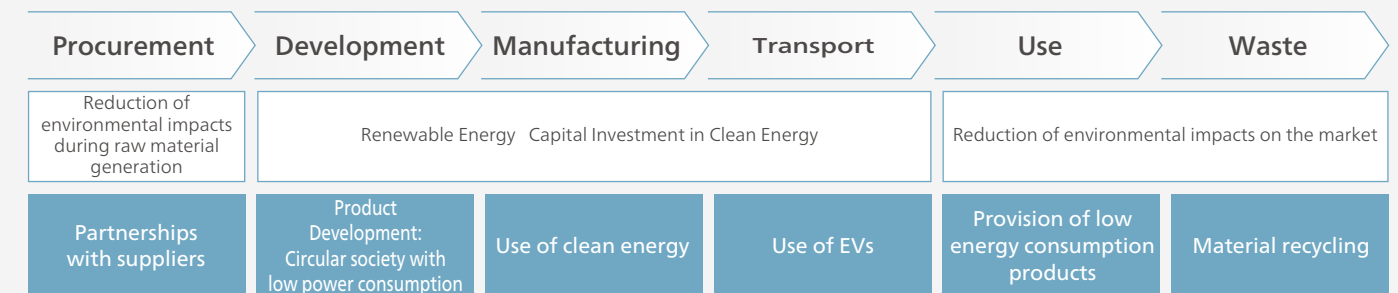 Procurement
Development
Manufacturing
Transport
Use
Waste
Reduction of
environmental impacts
during raw material
generation
Renewable Energy Capital Investment in Clean Energy
Reduction of environmental impacts on the market
Partnerships
with suppliers
Product
Development:
Circular society with
low power consumption
Use of clean energy
Use of EVs
Provision of low
energy consumption
products
Material recycling